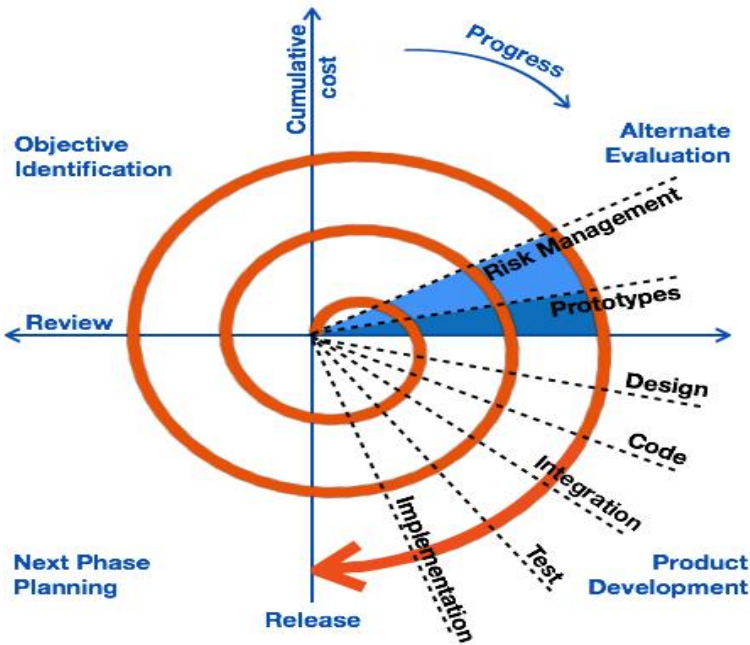 Cumulative
cost
Progress
Objective
Identification
Alternate
Evaluation
Risk Management
Prototypes
Review
Design
Code
Integration
Test
Implementation
Next Phase
Planning
Product
Development
Release